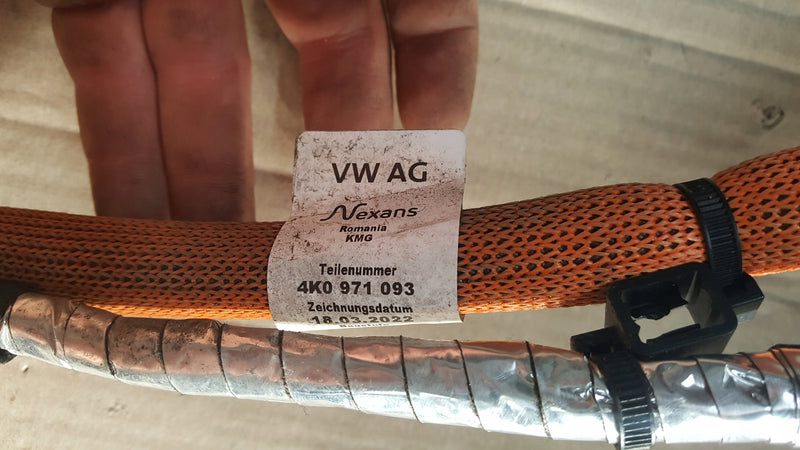 VW AG
Nexans
Romania
KMG
Teilenummer
4K0 971 093
Zeichnungsdatum
18.03.2022